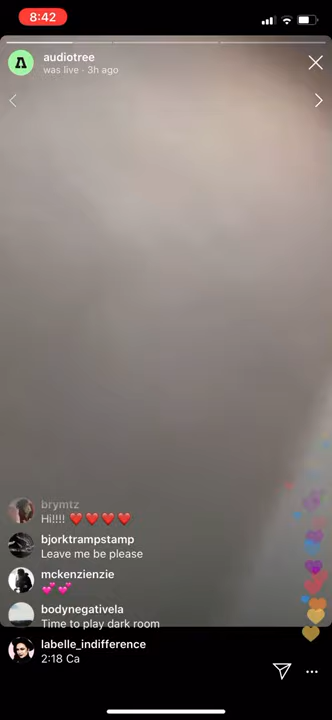 8:42
audiotree
was live · 3h ago
brymtz
Hi!!!! ❤️ ❤️ ❤️ ❤️
bjorktrampstamp
Leave me be please
mckenzienzie
💕 💕
bodynegativela
Time to play dark room
labelle_indifference
2:18 Ca